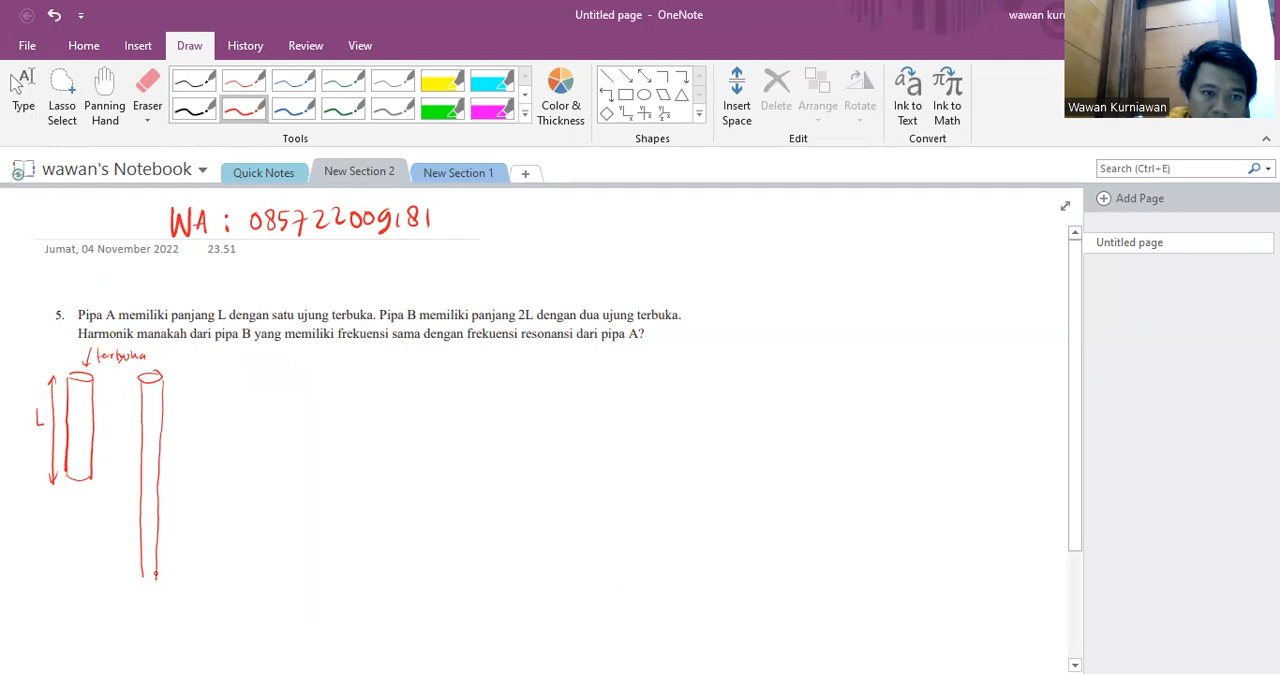 Untitled page - OneNote
wawan kur
File Home Insert Draw History Review View
Type
Lasso Select
Panning Hand
Eraser
Color & Thickness
Insert Space
Delete
Arrange
Rotate
Ink to Text
Ink to Math
Tools
Shapes
Edit
Convert
Wawan Kurniawan
wawan's Notebook
Quick Notes
New Section 2
New Section 1
Search (Ctrl+E)
Add Page
Untitled page
WA : 085722009181
Jumat, 04 November 2022 23.51
5. Pipa A memiliki panjang L dengan satu ujung terbuka. Pipa B memiliki panjang 2L dengan dua ujung terbuka.
Harmonik manakah dari pipa B yang memiliki frekuensi sama dengan frekuensi resonansi dari pipa A?
terbuka
L